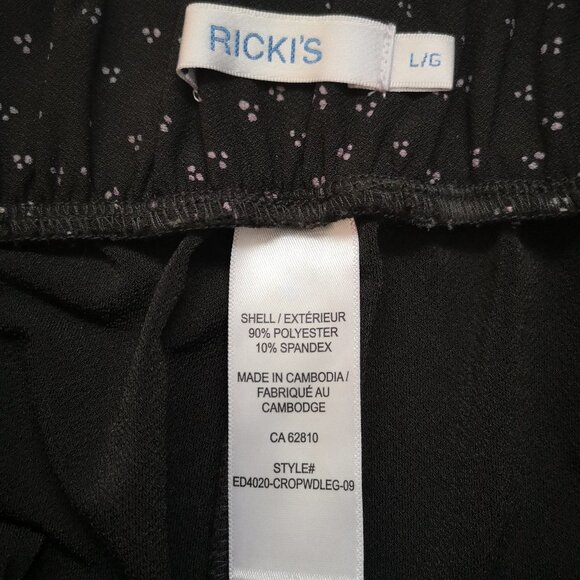 RICKI'S
L/G
SHELL / EXTÉRIEUR
90% POLYESTER
10% SPANDEX
MADE IN CAMBODIA /
FABRIQUÉ AU
CAMBODGE
CA 62810
STYLE#
ED4020-CROPWDLEG-09